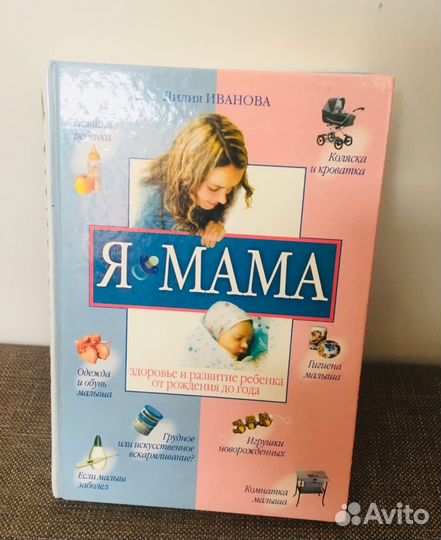 Лилия ИВАНОВА
Питание
ребенка
Коляска
и кроватка
Я МАМА
здоровье и развитие ребенка
от рождения до года
Одежда
и обувь
малыша
Гигиена
малыша
Грудное
или искусственное
вскармливание?
Игрушки
новорожденных
Если малыш
заболел
Комнатка
малыша
Avito